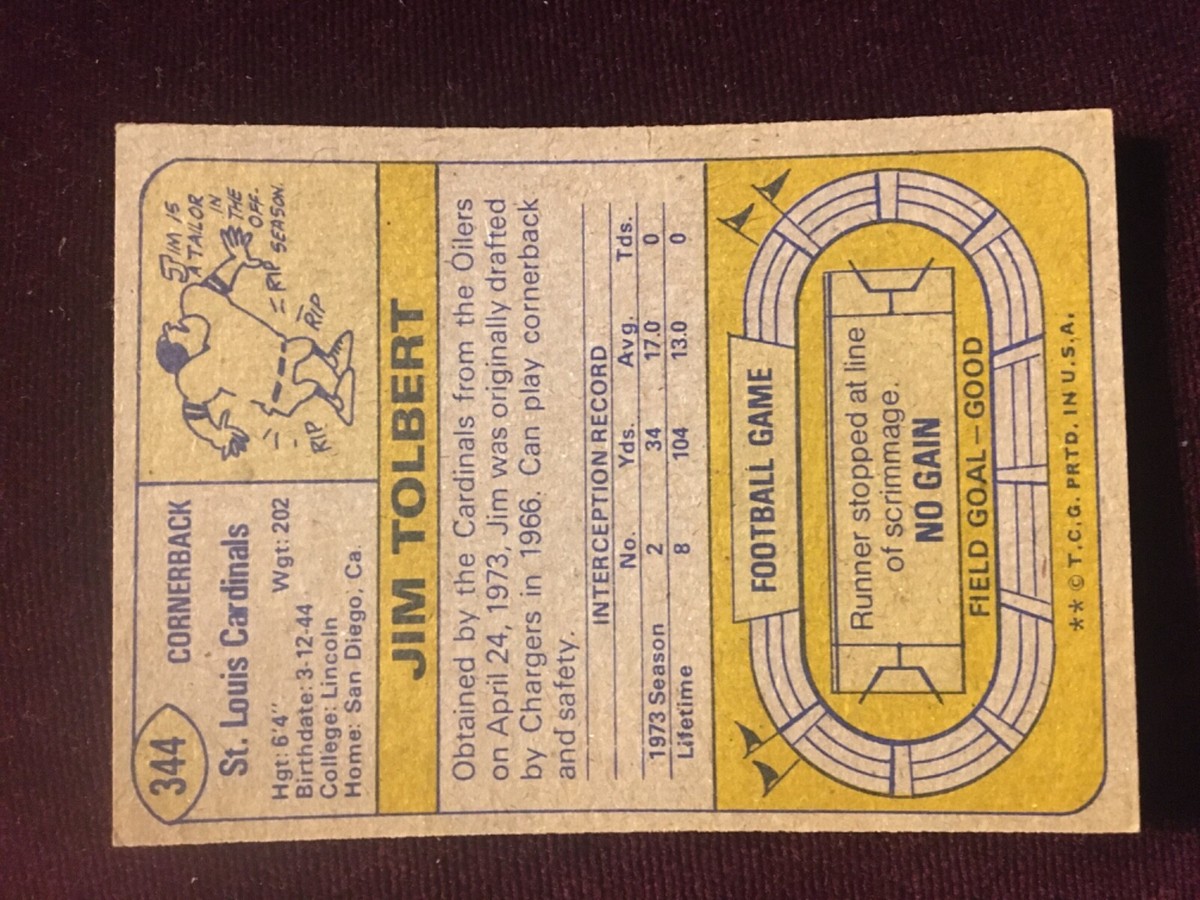 344
CORNERBACK
St. Louis Cardinals
Hgt: 6'4" Wgt: 202
Birthdate: 3-12-44
College: Lincoln
Home: San Diego, Ca.
JIM IS
A TAILOR
IN
THE
OFF-
SEASON.
RIP
RIP
RIP
JIM TOLBERT
Obtained by the Cardinals from the Oilers
on April 24, 1973, Jim was originally drafted
by Chargers in 1966. Can play cornerback
and safety.
INTERCEPTION RECORD
No. Yds. Avg. Tds.
1973 Season 2 34 17.0 0
Lifetime 8 104 13.0 0
FOOTBALL GAME
Runner stopped at line
of scrimmage.
NO GAIN
FIELD GOAL—GOOD
** © T.C.G. PRTD. IN U.S.A.